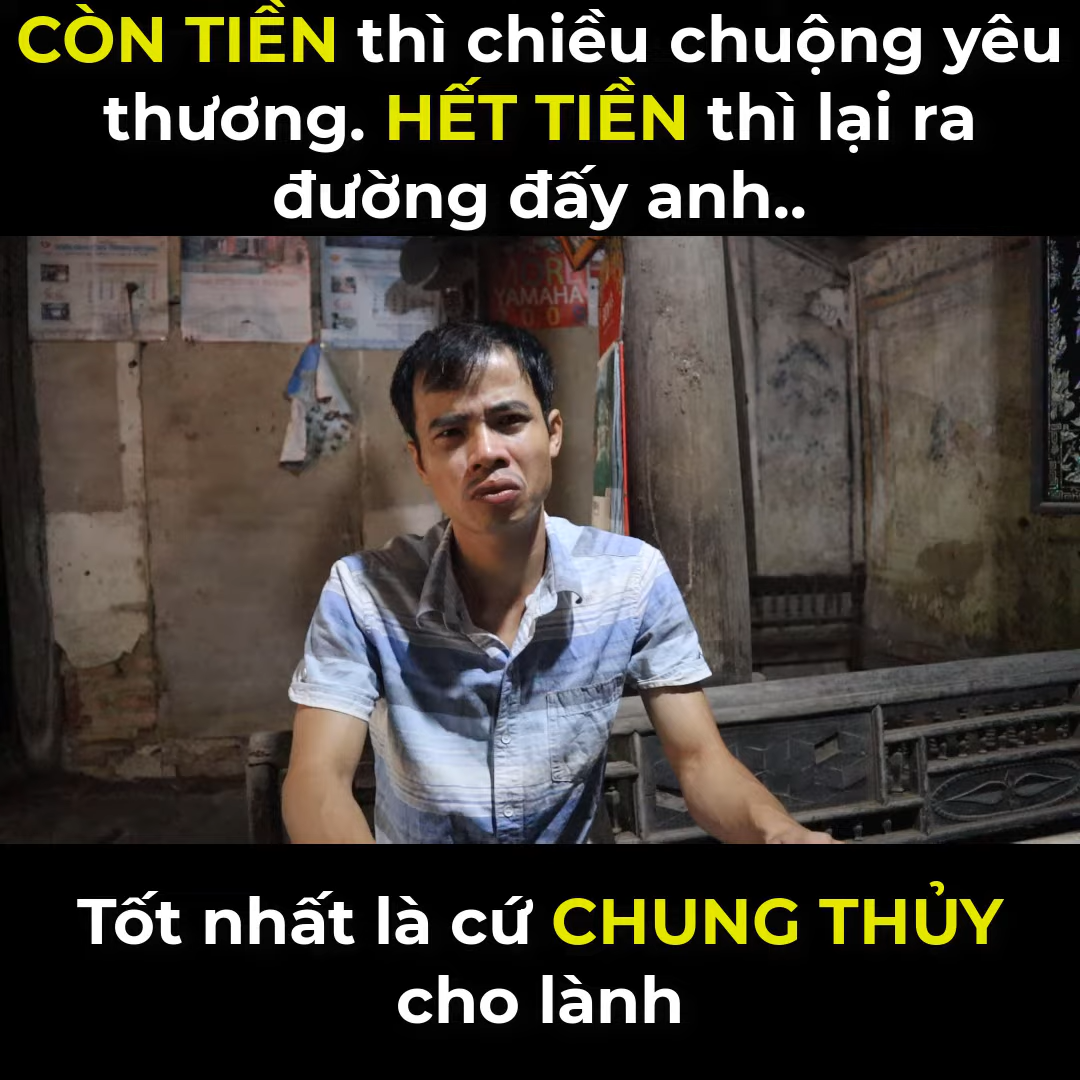 CÒN TIỀN thì chiều chuộng yêu
thương. HẾT TIỀN thì lại ra
đường đấy anh..
YAMAHA
Tốt nhất là cứ CHUNG THỦY
cho lành